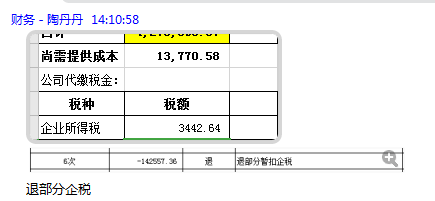 财务 - 陶丹丹 14:10:58
尚需提供成本 13,770.58
公司代缴税金:
税种 税额
企业所得税 3442.64
6次 -142557.36 退 退部分暂扣企税
退部分企税